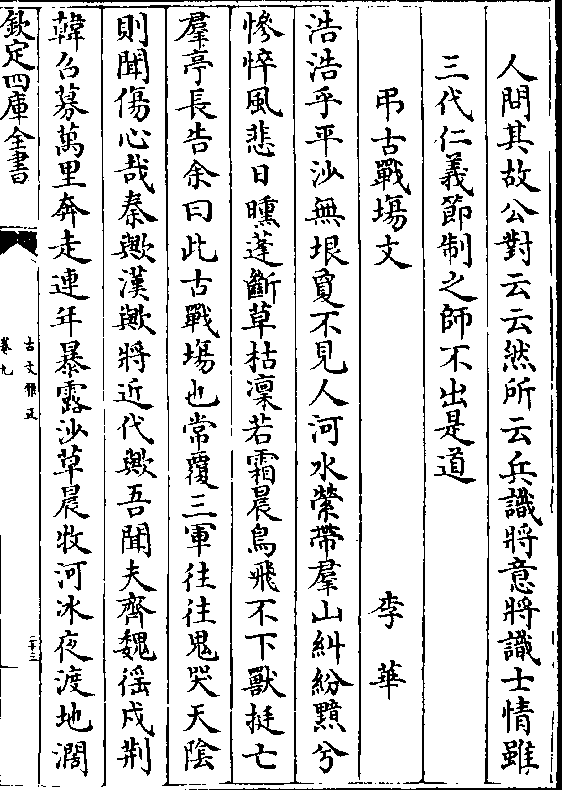 人問其故公對云云然所云兵識將意將識士情雖
三代仁義節制之師不出是道
弔古戰場文 李華
浩浩乎平沙無垠敻不見人河水縈帶羣山糾紛黯兮
慘悴風悲日曛蓬斷草枯凜若霜晨鳥飛不下獸挺亡
羣亭長告余曰此古戰場也常覆三軍往往鬼哭天陰
則聞傷心哉秦歟漢歟將近代歟吾聞夫齊魏徭戍荆
韓召募萬里奔走連年暴露沙草晨牧河冰夜渡地濶
欽定四庫全書
古文雅正
卷九
二十三